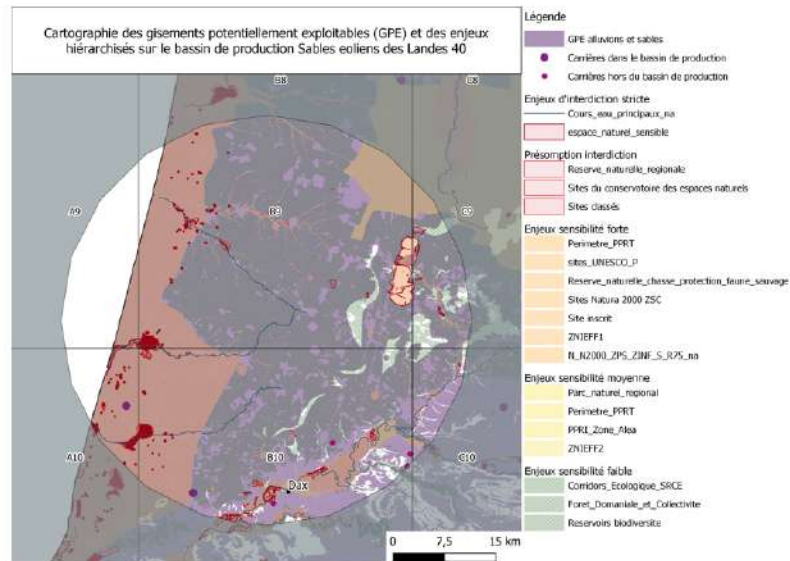 Cartographie des gisements potentiellement exploitables (GPE) et des enjeux
hiérarchisés sur le bassin de production Sables eoliens des Landes 40
B8
C8
A9
B9
C9
A10
B10
C10
Dax
0 7,5 15 km
Légende
GPE alluvions et sables
Carrières dans le bassin de production
Carrières hors du bassin de production
Enjeux d'interdiction stricte
Cours_eau_principaux_na
espace_naturel_sensible
Présomption interdiction
Reserve_naturelle_regionale
Sites du conservatoire des espaces naturels
Sites classés
Enjeux sensibilité forte
Perimetre_PPRT
sites_UNESCO_P
Reserve_naturelle_chasse_protection_faune_sauvage
Sites Natura 2000 ZSC
Site inscrit
ZNIEFF1
N_N2000_ZPS_ZINF_S_R75_na
Enjeux sensibilité moyenne
Parc_naturel_regional
Perimetre_PPRT
PPRI_Zone_Alea
ZNIEFF2
Enjeux sensibilité faible
Corridors_Ecologique_SRCE
Foret_Domaniale_et_Collectivite
Reservoirs biodiversite